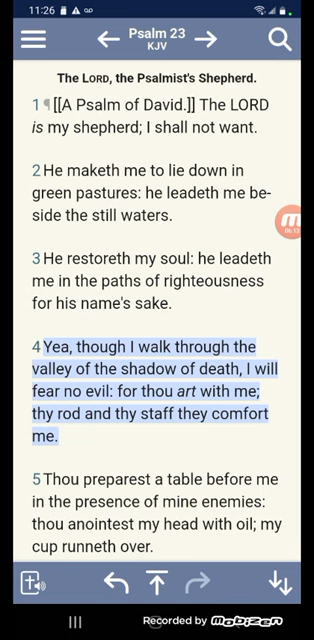 11:26
Psalm 23
KJV
The LORD, the Psalmist's Shepherd.
1 ¶ [[A Psalm of David.]] The LORD
is my shepherd; I shall not want.
2 He maketh me to lie down in
green pastures: he leadeth me be-
side the still waters.
3 He restoreth my soul: he leadeth
me in the paths of righteousness
for his name's sake.
4 Yea, though I walk through the
valley of the shadow of death, I will
fear no evil: for thou art with me;
thy rod and thy staff they comfort
me.
5 Thou preparest a table before me
in the presence of mine enemies:
thou anointest my head with oil; my
cup runneth over.
Recorded by mobizen